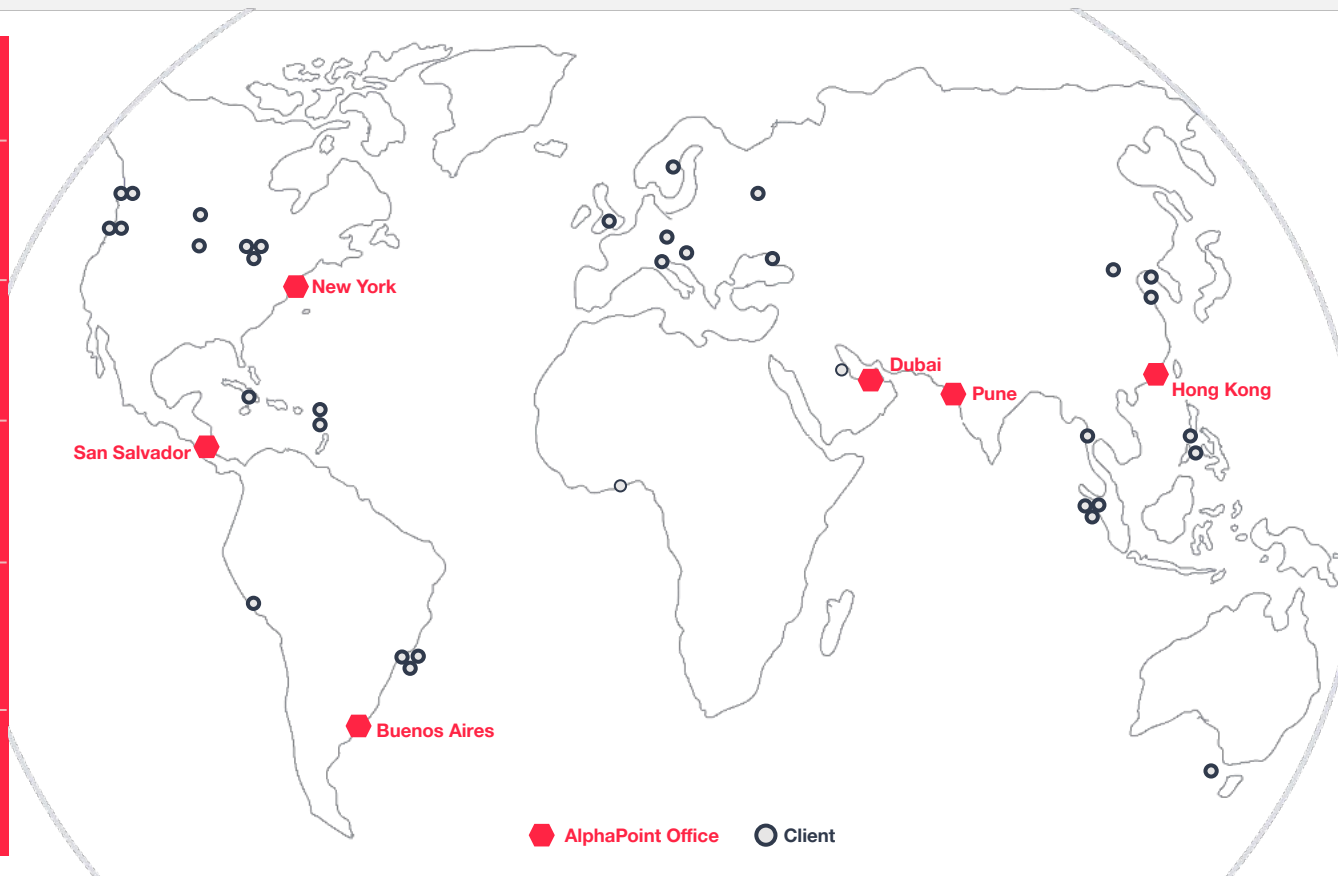 New York
Dubai
Pune
Hong Kong
San Salvador
Buenos Aires
AlphaPoint Office
Client